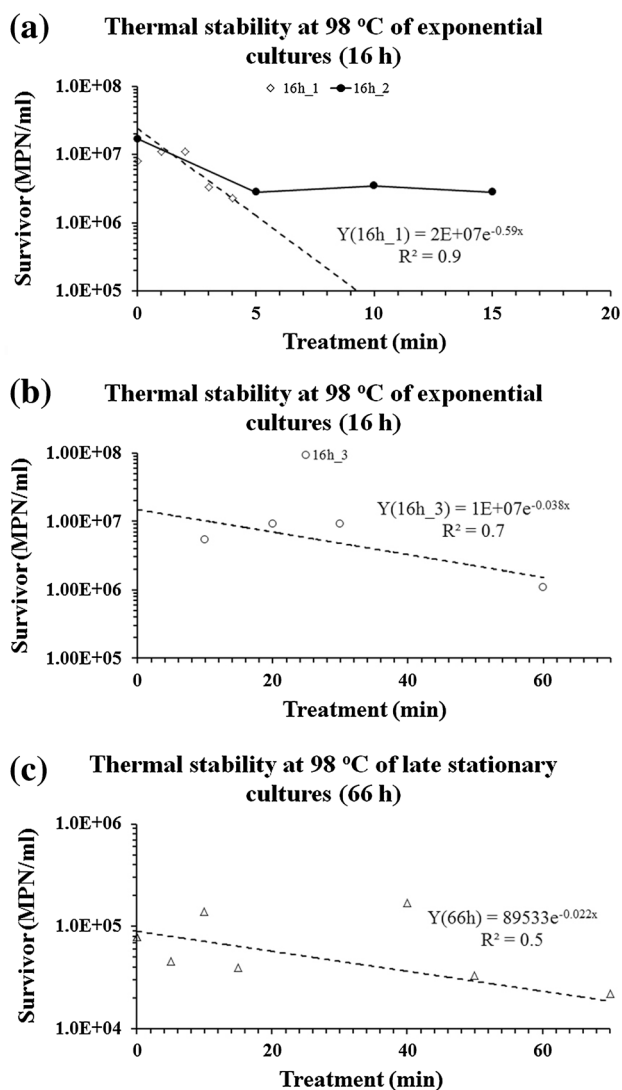 (a)
Thermal stability at 98 °C of exponential
cultures (16 h)
1.0E+08
1.0E+07
1.0E+06
1.0E+05
Survivor (MPN/ml)
16h_1
16h_2
Y(16h_1) = 2E+07e^-0.59x
R² = 0.9
0 5 10 15 20
Treatment (min)
(b)
Thermal stability at 98 °C of exponential
cultures (16 h)
1.00E+08
1.00E+07
1.00E+06
1.00E+05
Survivor (MPN/ml)
16h_3
Y(16h_3) = 1E+07e^-0.038x
R² = 0.7
0 20 40 60
Treatment (min)
(c)
Thermal stability at 98 °C of late stationary
cultures (66 h)
1.0E+06
1.0E+05
1.0E+04
Survivor (MPN/ml)
Y(66h) = 89533e^-0.022x
R² = 0.5
0 20 40 60
Treatment (min)